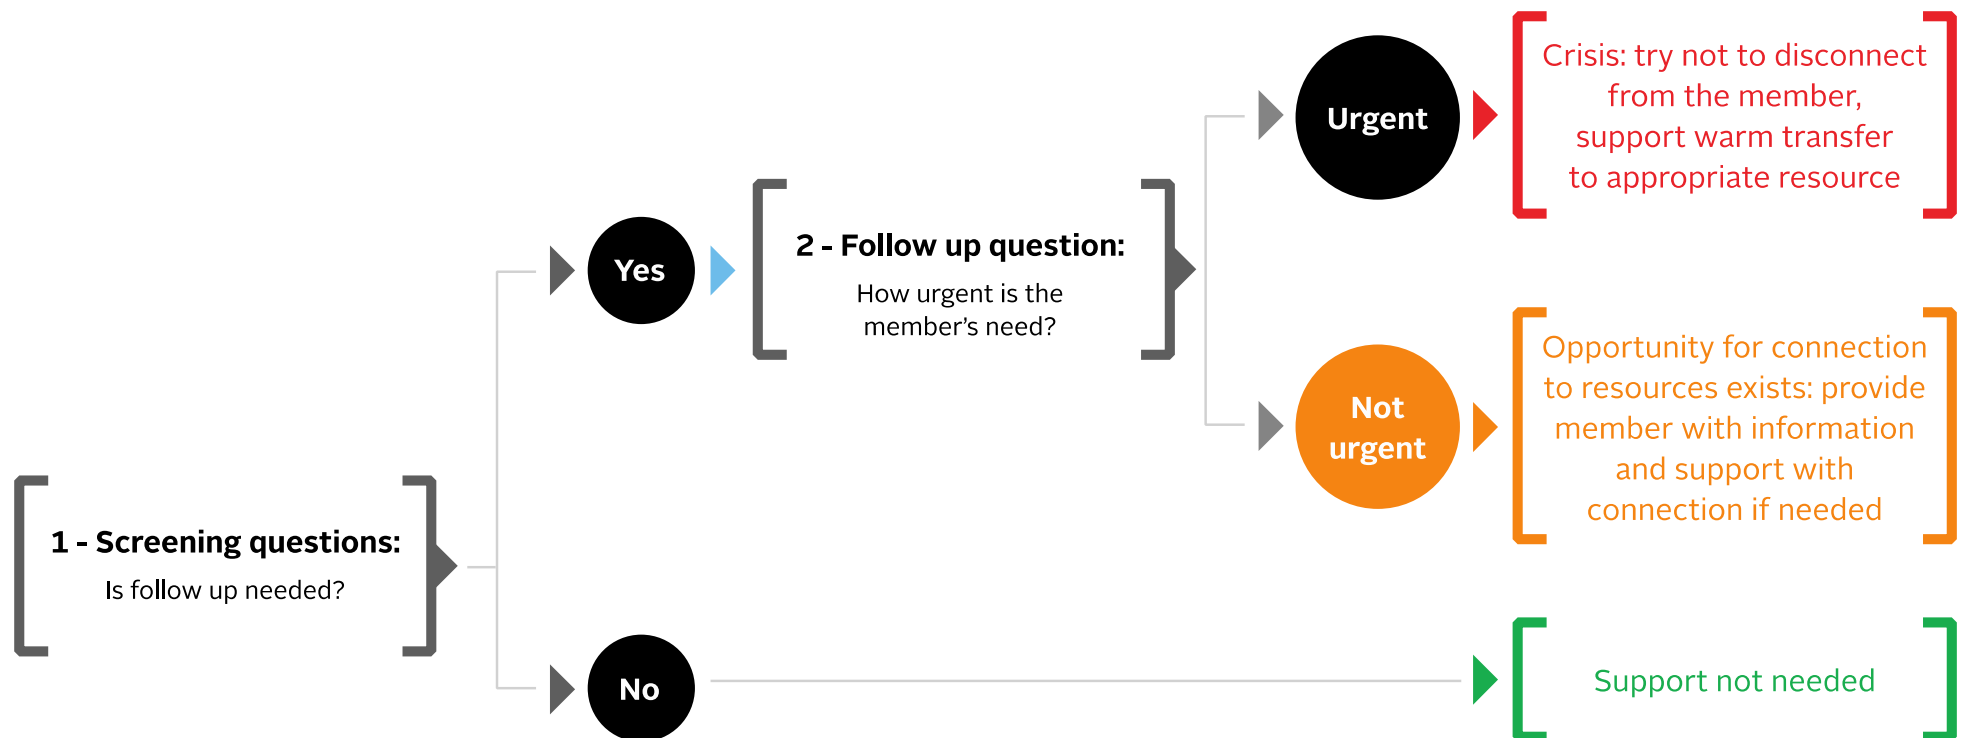 1 - Screening questions:
Is follow up needed?
Yes
No
2 - Follow up question:
How urgent is the
member’s need?
Urgent
Crisis: try not to disconnect
from the member,
support warm transfer
to appropriate resource
Not
urgent
Opportunity for connection
to resources exists: provide
member with information
and support with
connection if needed
Support not needed